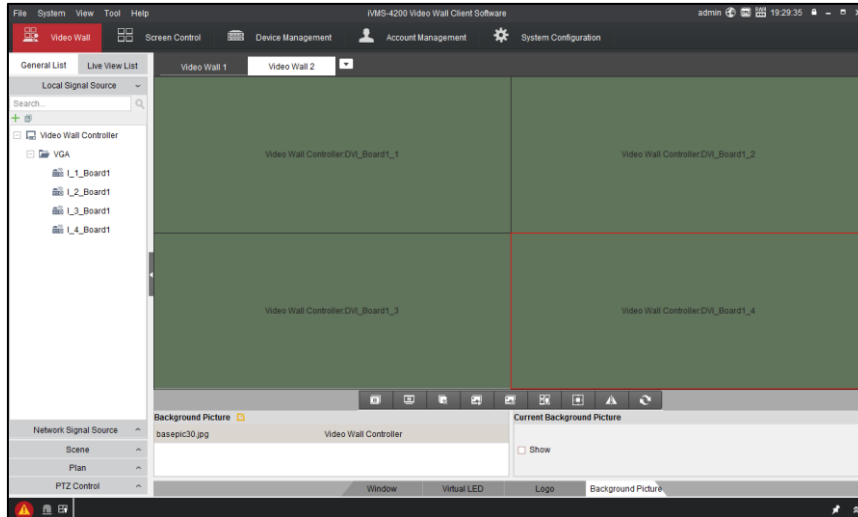 File System View Tool Help iVMS-4200 Video Wall Client Software admin 19:29:35
Video Wall Screen Control Device Management Account Management System Configuration
General List Live View List Video Wall 1 Video Wall 2
Local Signal Source
Search...
Video Wall Controller
VGA
I_1_Board1
I_2_Board1
I_3_Board1
I_4_Board1
Video Wall Controller:DVI_Board1_1
Video Wall Controller:DVI_Board1_2
Video Wall Controller:DVI_Board1_3
Video Wall Controller:DVI_Board1_4
Background Picture
basepic30.jpg Video Wall Controller
Current Background Picture
Show
Network Signal Source
Scene
Plan
PTZ Control
Window Virtual LED Logo Background Picture